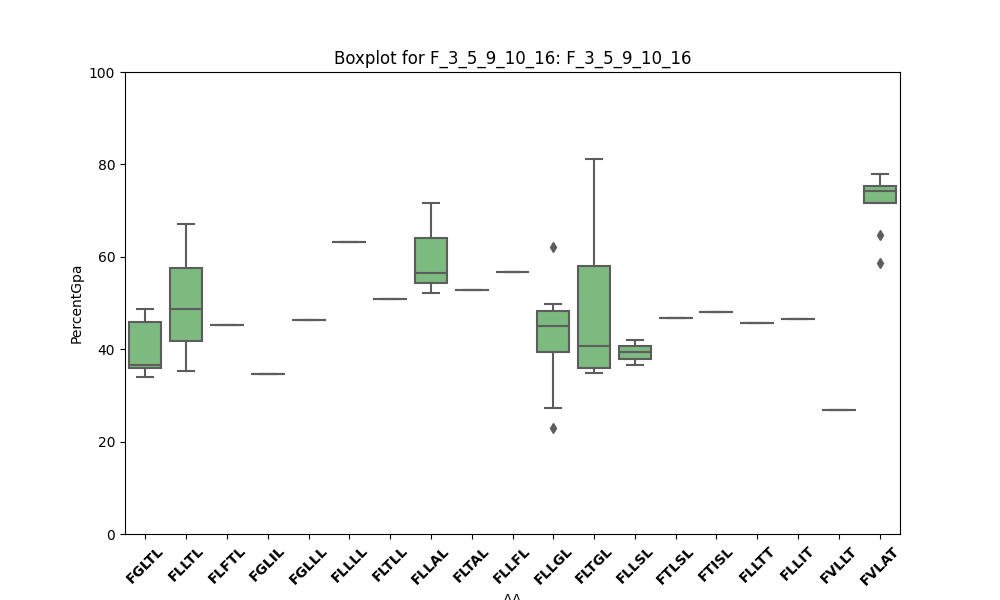 Boxplot for F_3_5_9_10_16: F_3_5_9_10_16
100
80
60
40
20
0
PercentGpa
FGLTL
FLLTL
FLFTL
FGLIL
FGLLL
FLLLL
FLTLL
FLLAL
FLTAL
FLLFL
FLLGL
FLTGL
FLLSL
FTLSL
FTISL
FLLTT
FLLIT
FVLLT
FVLAT
AA